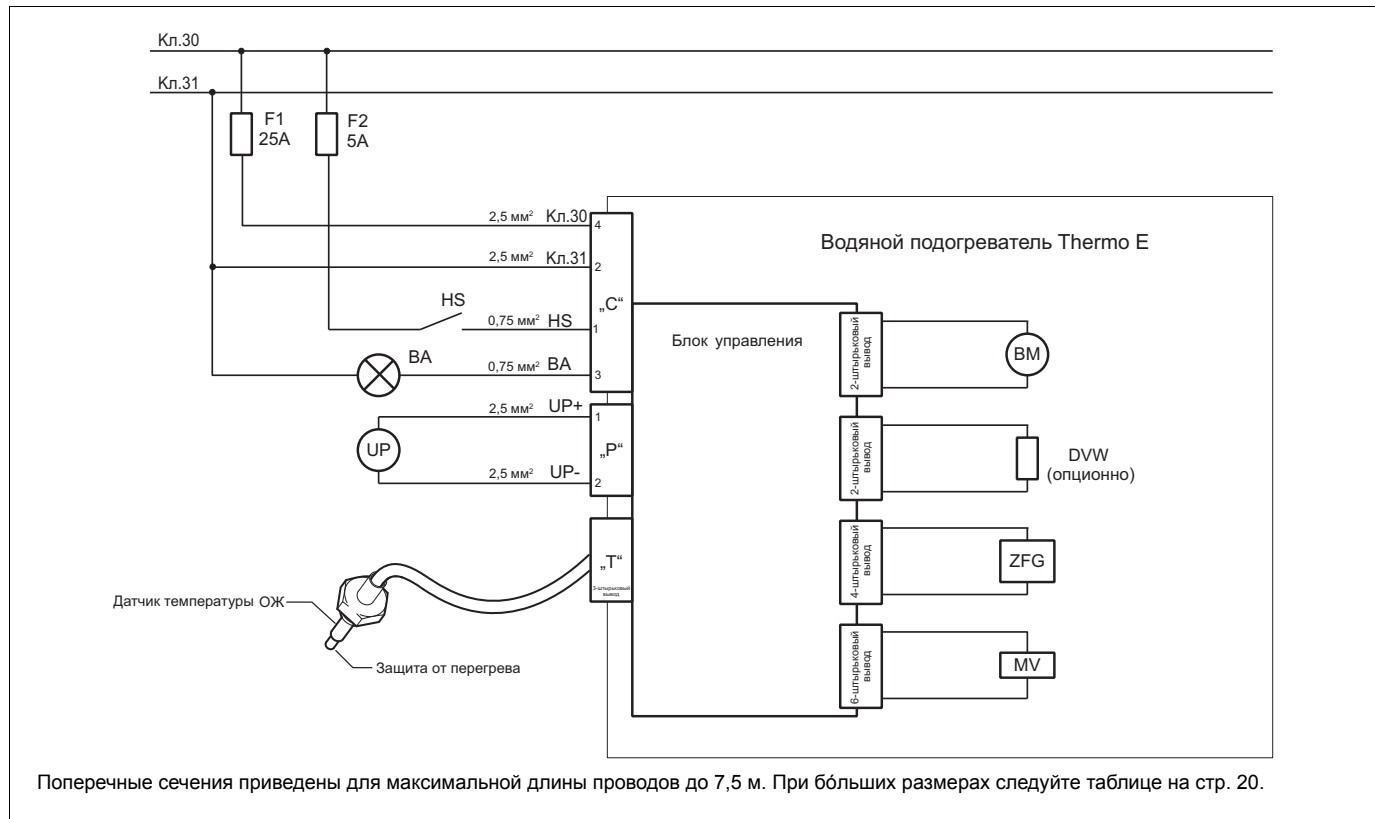 Кл.30
Кл.31
F1
25A
F2
5A
2,5 мм² Кл.30
4
Водяной подогреватель Thermo E
2,5 мм² Кл.31
2
HS
„C“
0,75 мм² HS
1
Блок управления
2-штырьковый
вывод
BM
BA
0,75 мм² BA
3
2,5 мм² UP+
1
UP
„P“
2,5 мм² UP-
2
2-штырьковый
вывод
DVW
(опционно)
„T“
3-штырьковый
вывод
4-штырьковый
вывод
ZFG
Датчик температуры ОЖ
Защита от перегрева
6-штырьковый
вывод
MV
Поперечные сечения приведены для максимальной длины проводов до 7,5 м. При бо́льших размерах следуйте таблице на стр. 20.